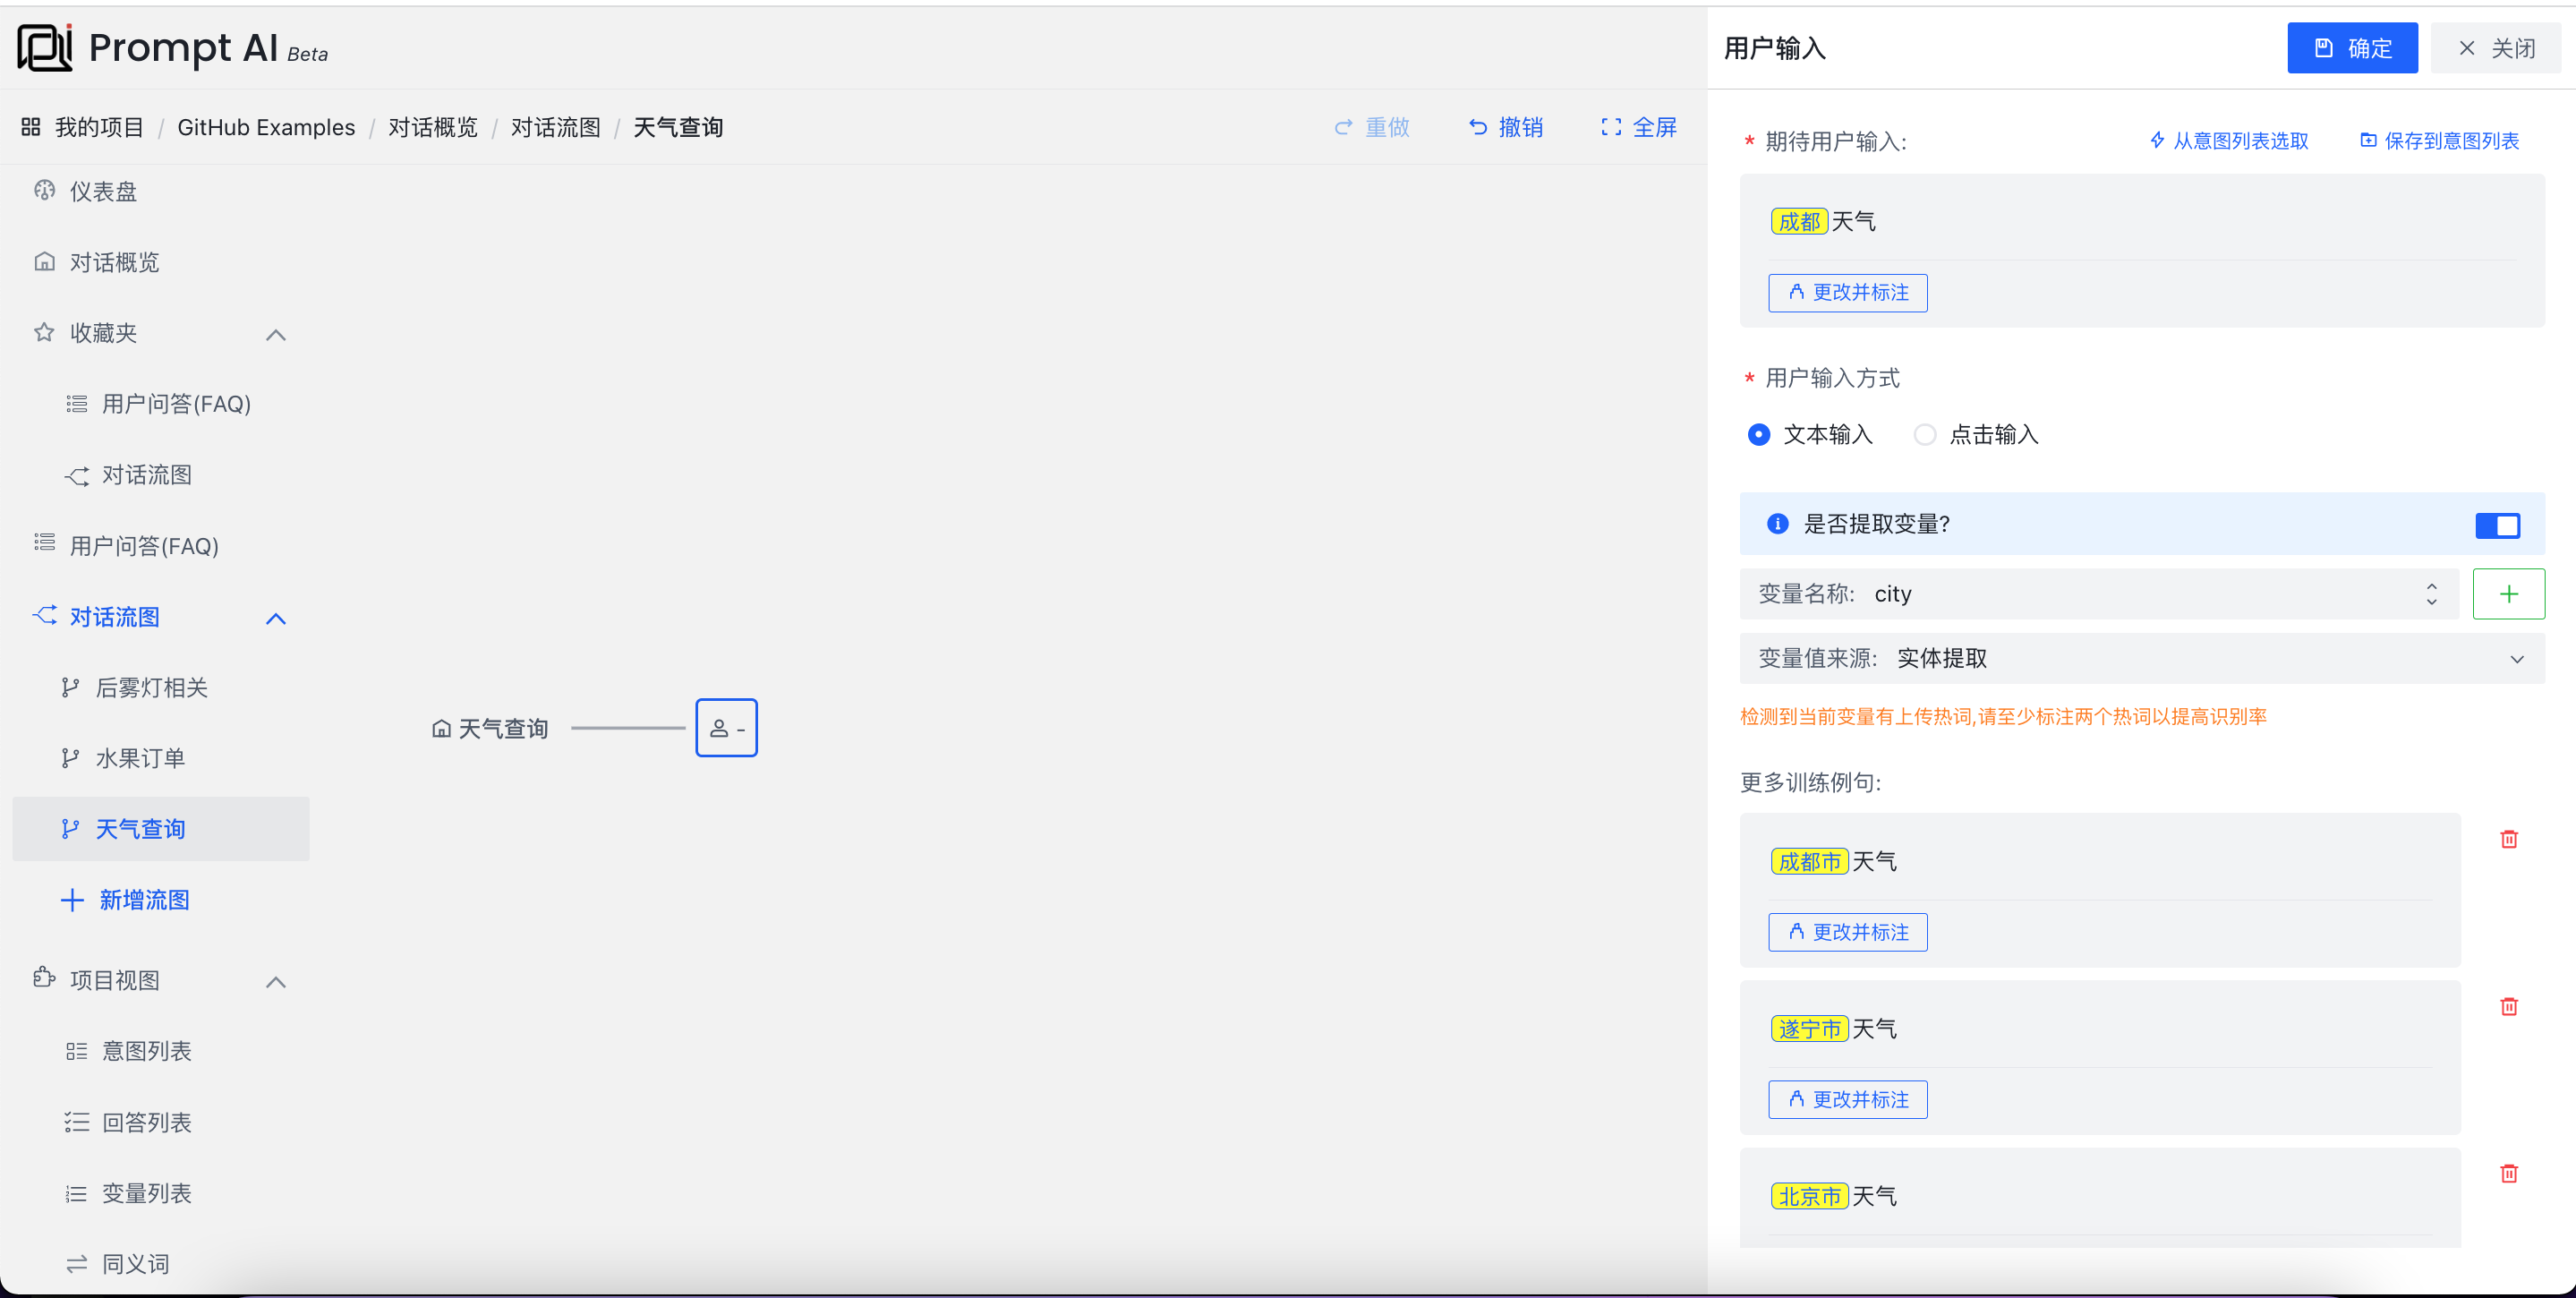 Prompt AI Beta
我的项目 / GitHub Examples / 对话概览 / 对话流图 / 天气查询
重做 撤销 全屏
仪表盘
对话概览
收藏夹
用户问答(FAQ)
对话流图
用户问答(FAQ)
对话流图
后雾灯相关
水果订单
天气查询
新增流图
项目视图
意图列表
回答列表
变量列表
同义词
天气查询
-
用户输入
确定 关闭
* 期待用户输入: 从意图列表选取 保存到意图列表
成都 天气
更改并标注
* 用户输入方式
文本输入 点击输入
是否提取变量?
变量名称: city
变量值来源: 实体提取
检测到当前变量有上传热词,请至少标注两个热词以提高识别率
更多训练例句:
成都市 天气
更改并标注
遂宁市 天气
更改并标注
北京市 天气